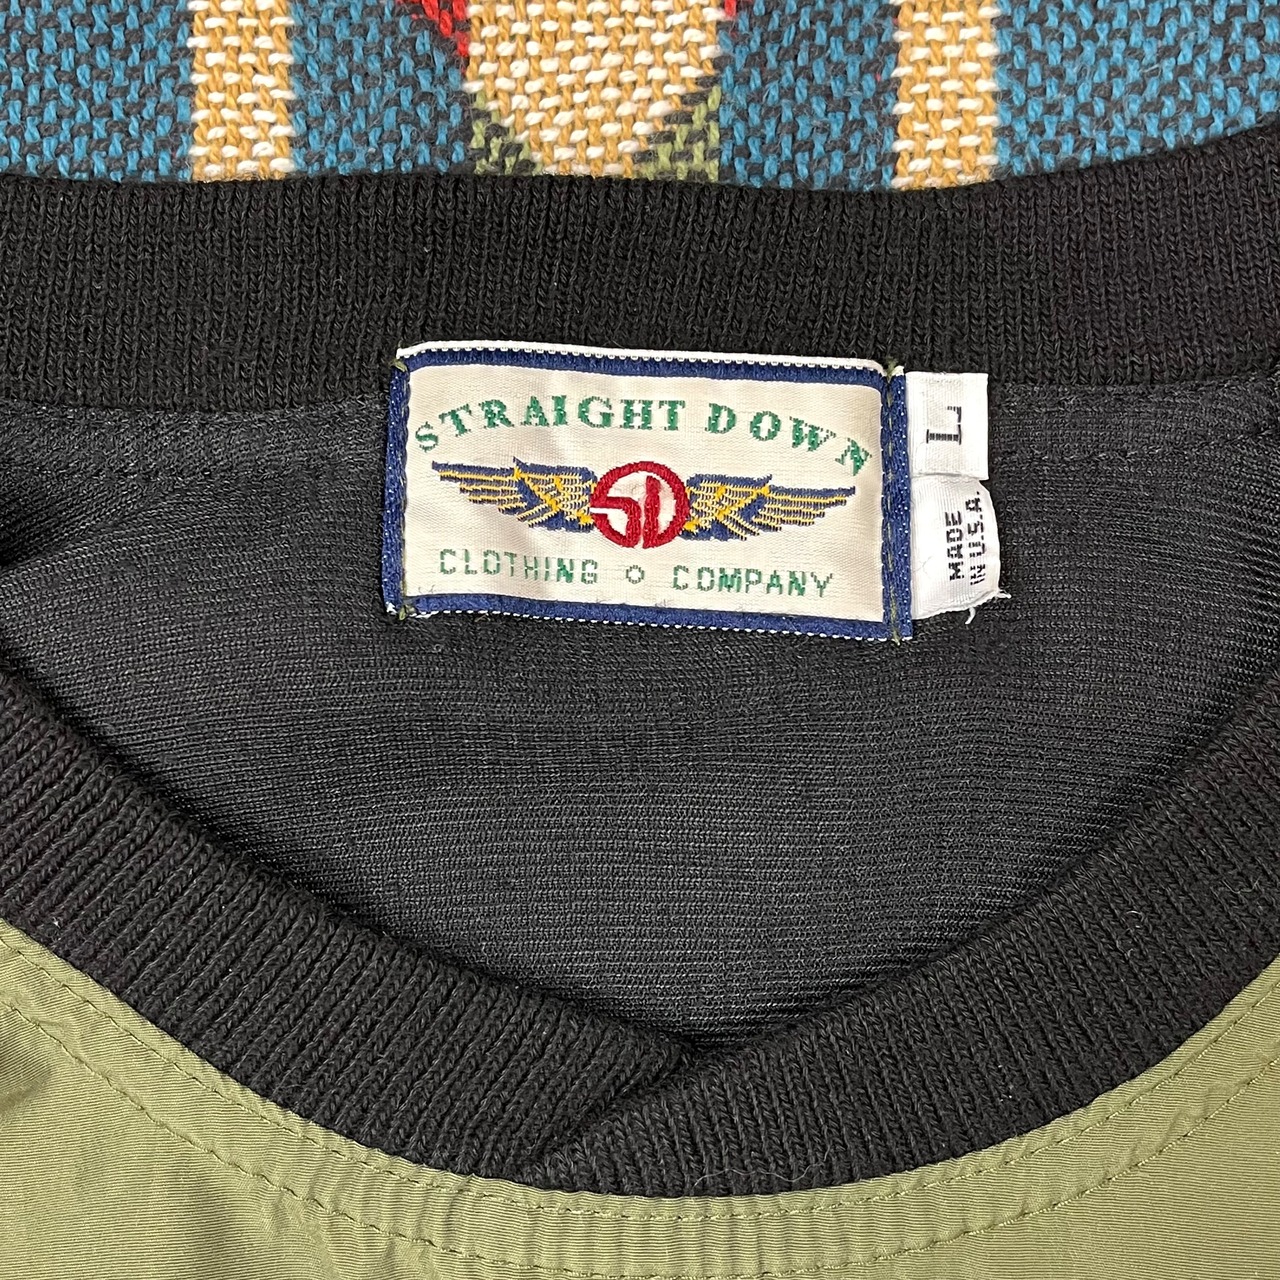 STRAIGHT DOWN
SD
CLOTHING o COMPANY
L
MADE
IN U.S.A.